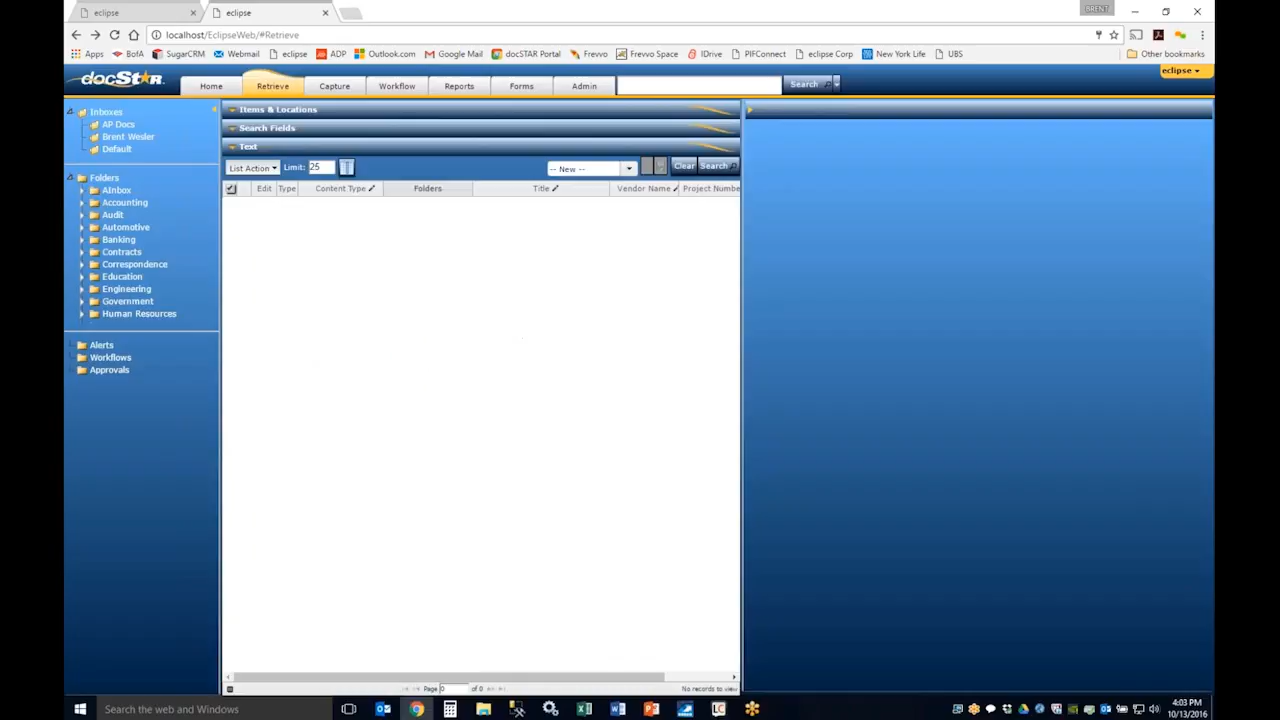 eclipse
eclipse
BRENT
localhost/EclipseWeb/#Retrieve
Apps BofA SugarCRM Webmail eclipse ADP Outlook.com Google Mail docSTAR Portal Frevvo Frevvo Space IDrive PIFConnect eclipse Corp New York Life UBS Other bookmarks
docStar Home Retrieve Capture Workflow Reports Forms Admin Search eclipse
Inboxes
AP Docs
Brent Wesler
Default
Folders
AInbox
Accounting
Audit
Automotive
Banking
Contracts
Correspondence
Education
Engineering
Government
Human Resources
Alerts
Workflows
Approvals
Items & Locations
Search Fields
Text
List Action Limit: 25 -- New -- Clear Search
Edit Type Content Type Folders Title Vendor Name Project Numbe
Page 0 of 0 No records to view
Search the web and Windows
4:03 PM
10/13/2016